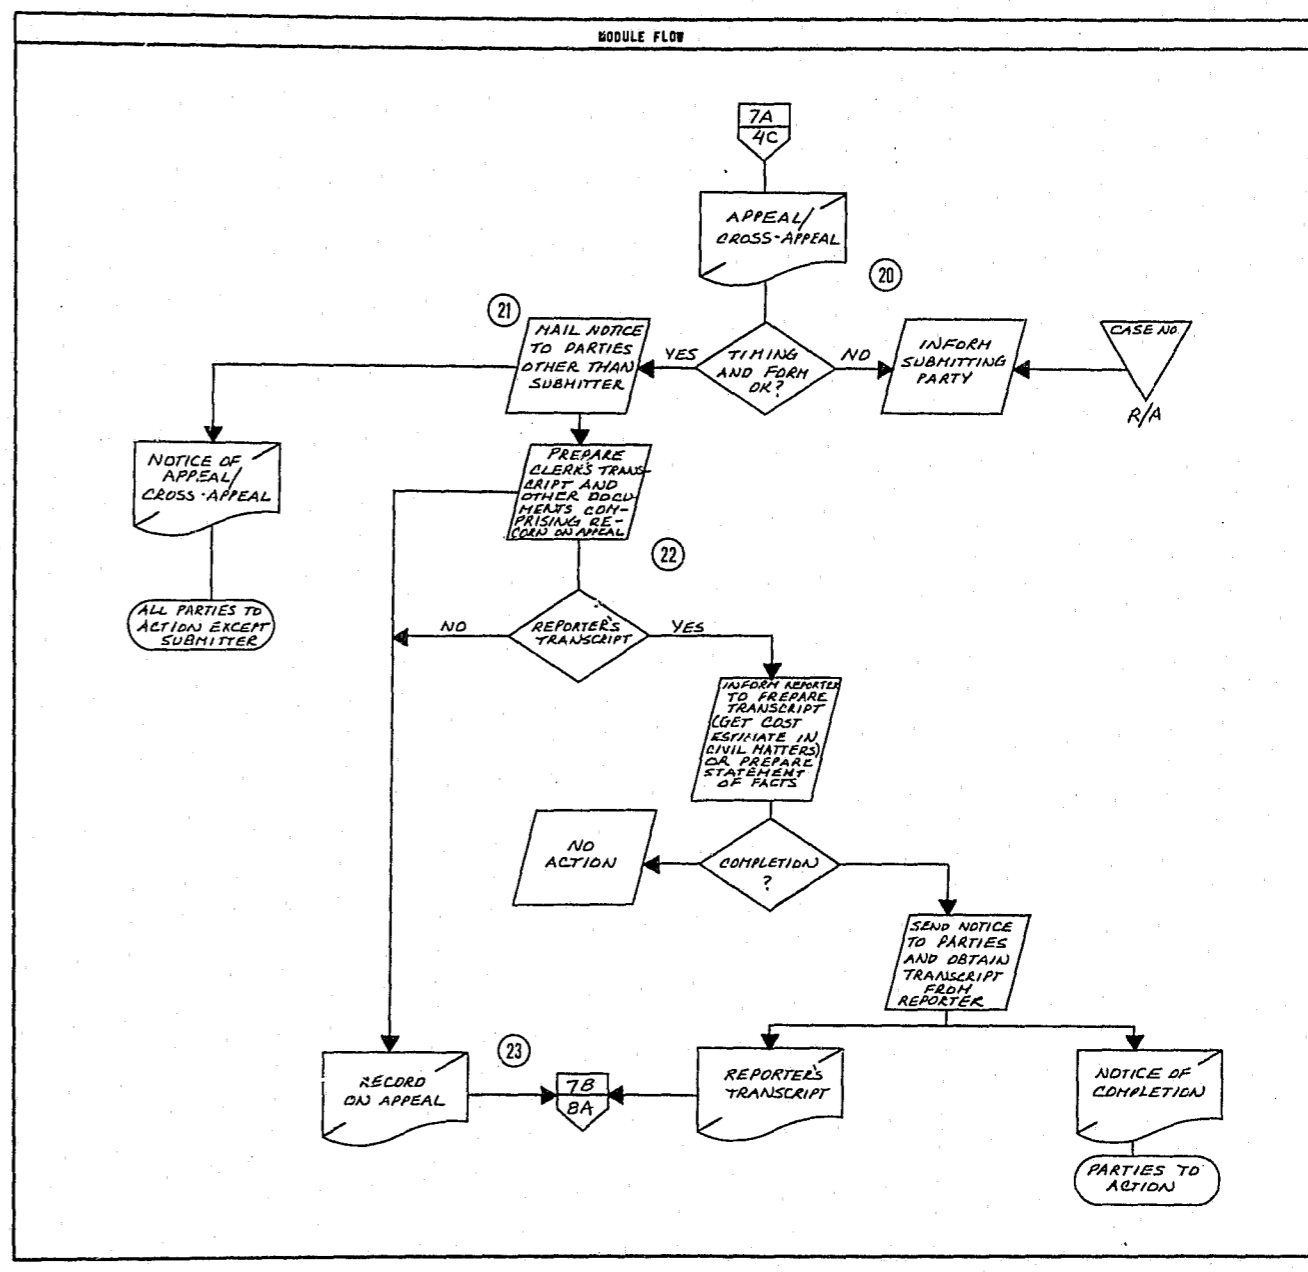 MODULE FLOW
7A
4C
APPEAL/
CROSS-APPEAL
20
21
MAIL NOTICE
TO PARTIES
OTHER THAN
SUBMITTER
YES
TIMING
AND FORM
OK?
NO
INFORM
SUBMITTING
PARTY
CASE NO.
R/A
NOTICE OF
APPEAL/
CROSS-APPEAL
PREPARE
CLERK'S TRAN-
SCRIPT AND
OTHER DOCU-
MENTS COM-
PRISING RE-
CORN ON APPEAL
22
ALL PARTIES TO
ACTION EXCEPT
SUBMITTER
NO
REPORTER'S
TRANSCRIPT
YES
INFORM REPORTER
TO PREPARE
TRANSCRIPT
(GET COST
ESTIMATE IN
CIVIL MATTERS)
OR PREPARE
STATEMENT
OF FACTS
NO
ACTION
COMPLETION
?
SEND NOTICE
TO PARTIES
AND OBTAIN
TRANSCRIPT
FROM
REPORTER
RECORD
ON APPEAL
23
7B
8A
REPORTER'S
TRANSCRIPT
NOTICE OF
COMPLETION
PARTIES TO
ACTION